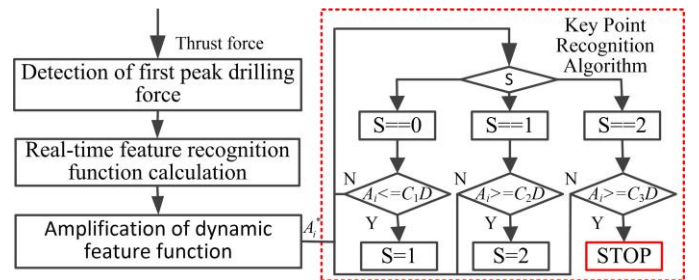 Thrust force
Detection of first peak drilling
force
Real-time feature recognition
function calculation
Amplification of dynamic
feature function
A_i^*
Key Point
Recognition
Algorithm
S
S==0
S==1
S==2
N
A_i<=C_1D
N
A_i>=C_2D
N
A_i>=C_3D
Y
Y
Y
S=1
S=2
STOP